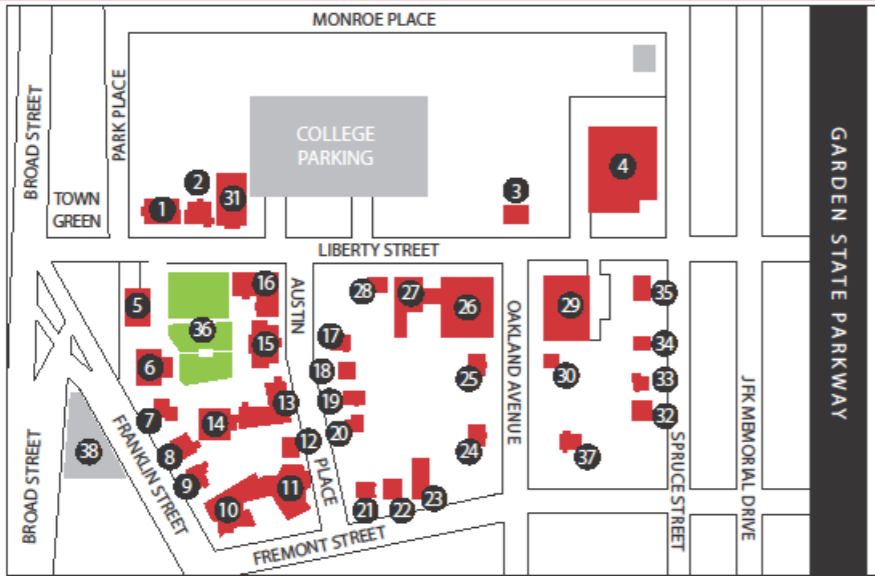 MONROE PLACE
BROAD STREET
PARK PLACE
COLLEGE
PARKING
GARDEN STATE PARKWAY
2
31
3
4
TOWN
GREEN
1
LIBERTY STREET
5
36
16
AUSTIN
28
27
26
OAKLAND AVENUE
29
35
17
15
34
6
18
25
30
33
19
13
32
7
14
20
JFK MEMORIAL DRIVE
FRANKLIN STREET
38
8
12
24
37
SPRUCE STREET
BROAD STREET
9
11
PLACE
10
21
22
23
FREMONT STREET